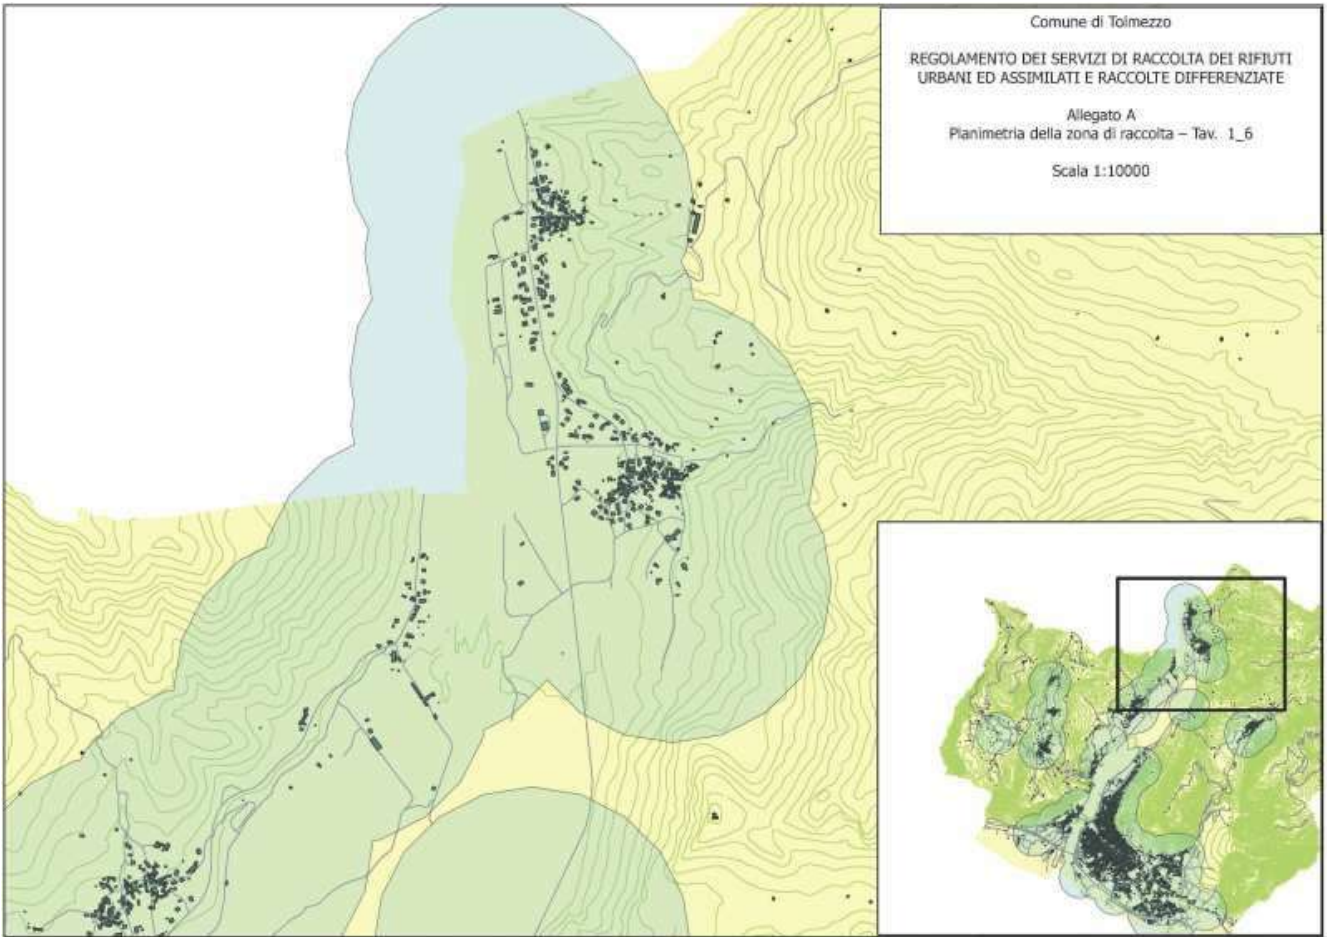 Comune di Tolmezzo
REGOLAMENTO DEI SERVIZI DI RACCOLTA DEI RIFIUTI
URBANI ED ASSIMILATI E RACCOLTE DIFFERENZIATE
Allegato A
Planimetria della zona di raccolta – Tav. 1_6
Scala 1:10000